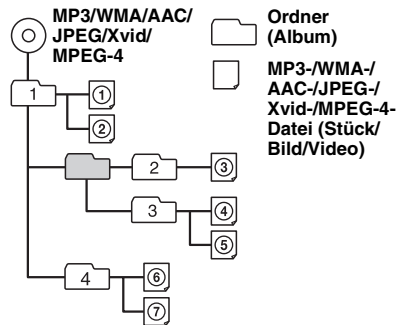 MP3/WMA/AAC/
JPEG/Xvid/
MPEG-4
Ordner
(Album)
MP3-/WMA-/
AAC-/JPEG-/
Xvid-/MPEG-4-
Datei (Stück/
Bild/Video)
1
①
②
2
③
3
④
⑤
4
⑥
⑦